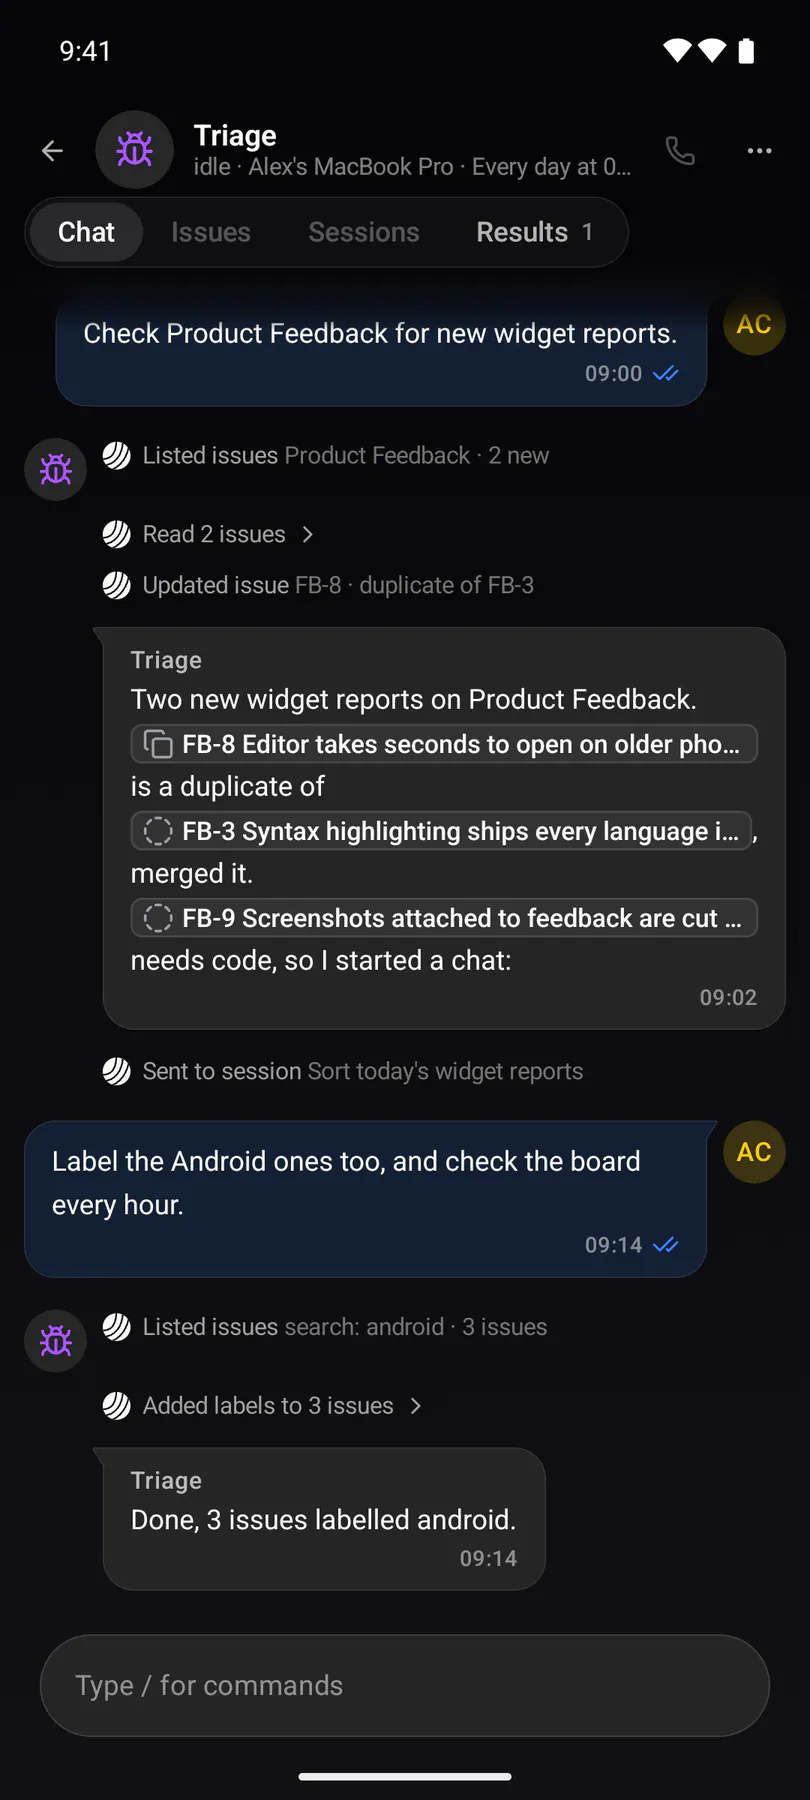 9:41
Triage
idle · Alex's MacBook Pro · Every day at 0...
Chat Issues Sessions Results 1
Check Product Feedback for new widget reports.
AC
09:00
Listed issues Product Feedback · 2 new
Read 2 issues
Updated issue FB-8 · duplicate of FB-3
Triage
Two new widget reports on Product Feedback.
FB-8 Editor takes seconds to open on older pho...
is a duplicate of
FB-3 Syntax highlighting ships every language i... ,
merged it.
FB-9 Screenshots attached to feedback are cut ...
needs code, so I started a chat:
09:02
Sent to session Sort today's widget reports
Label the Android ones too, and check the board
every hour.
AC
09:14
Listed issues search: android · 3 issues
Added labels to 3 issues
Triage
Done, 3 issues labelled android.
09:14
Type / for commands